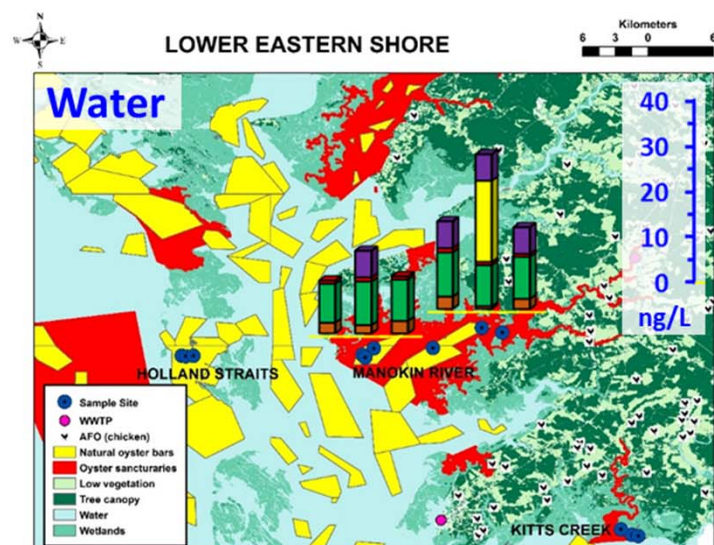 N
W E
S
LOWER EASTERN SHORE
Kilometers
6 3 0 6
Water
40
30
20
10
0
ng/L
HOLLAND STRAITS
MANOKIN RIVER
KITTS CREEK
Sample Site
WWTP
AFO (chicken)
Natural oyster bars
Oyster sancturaries
Low vegetation
Tree canopy
Water
Wetlands